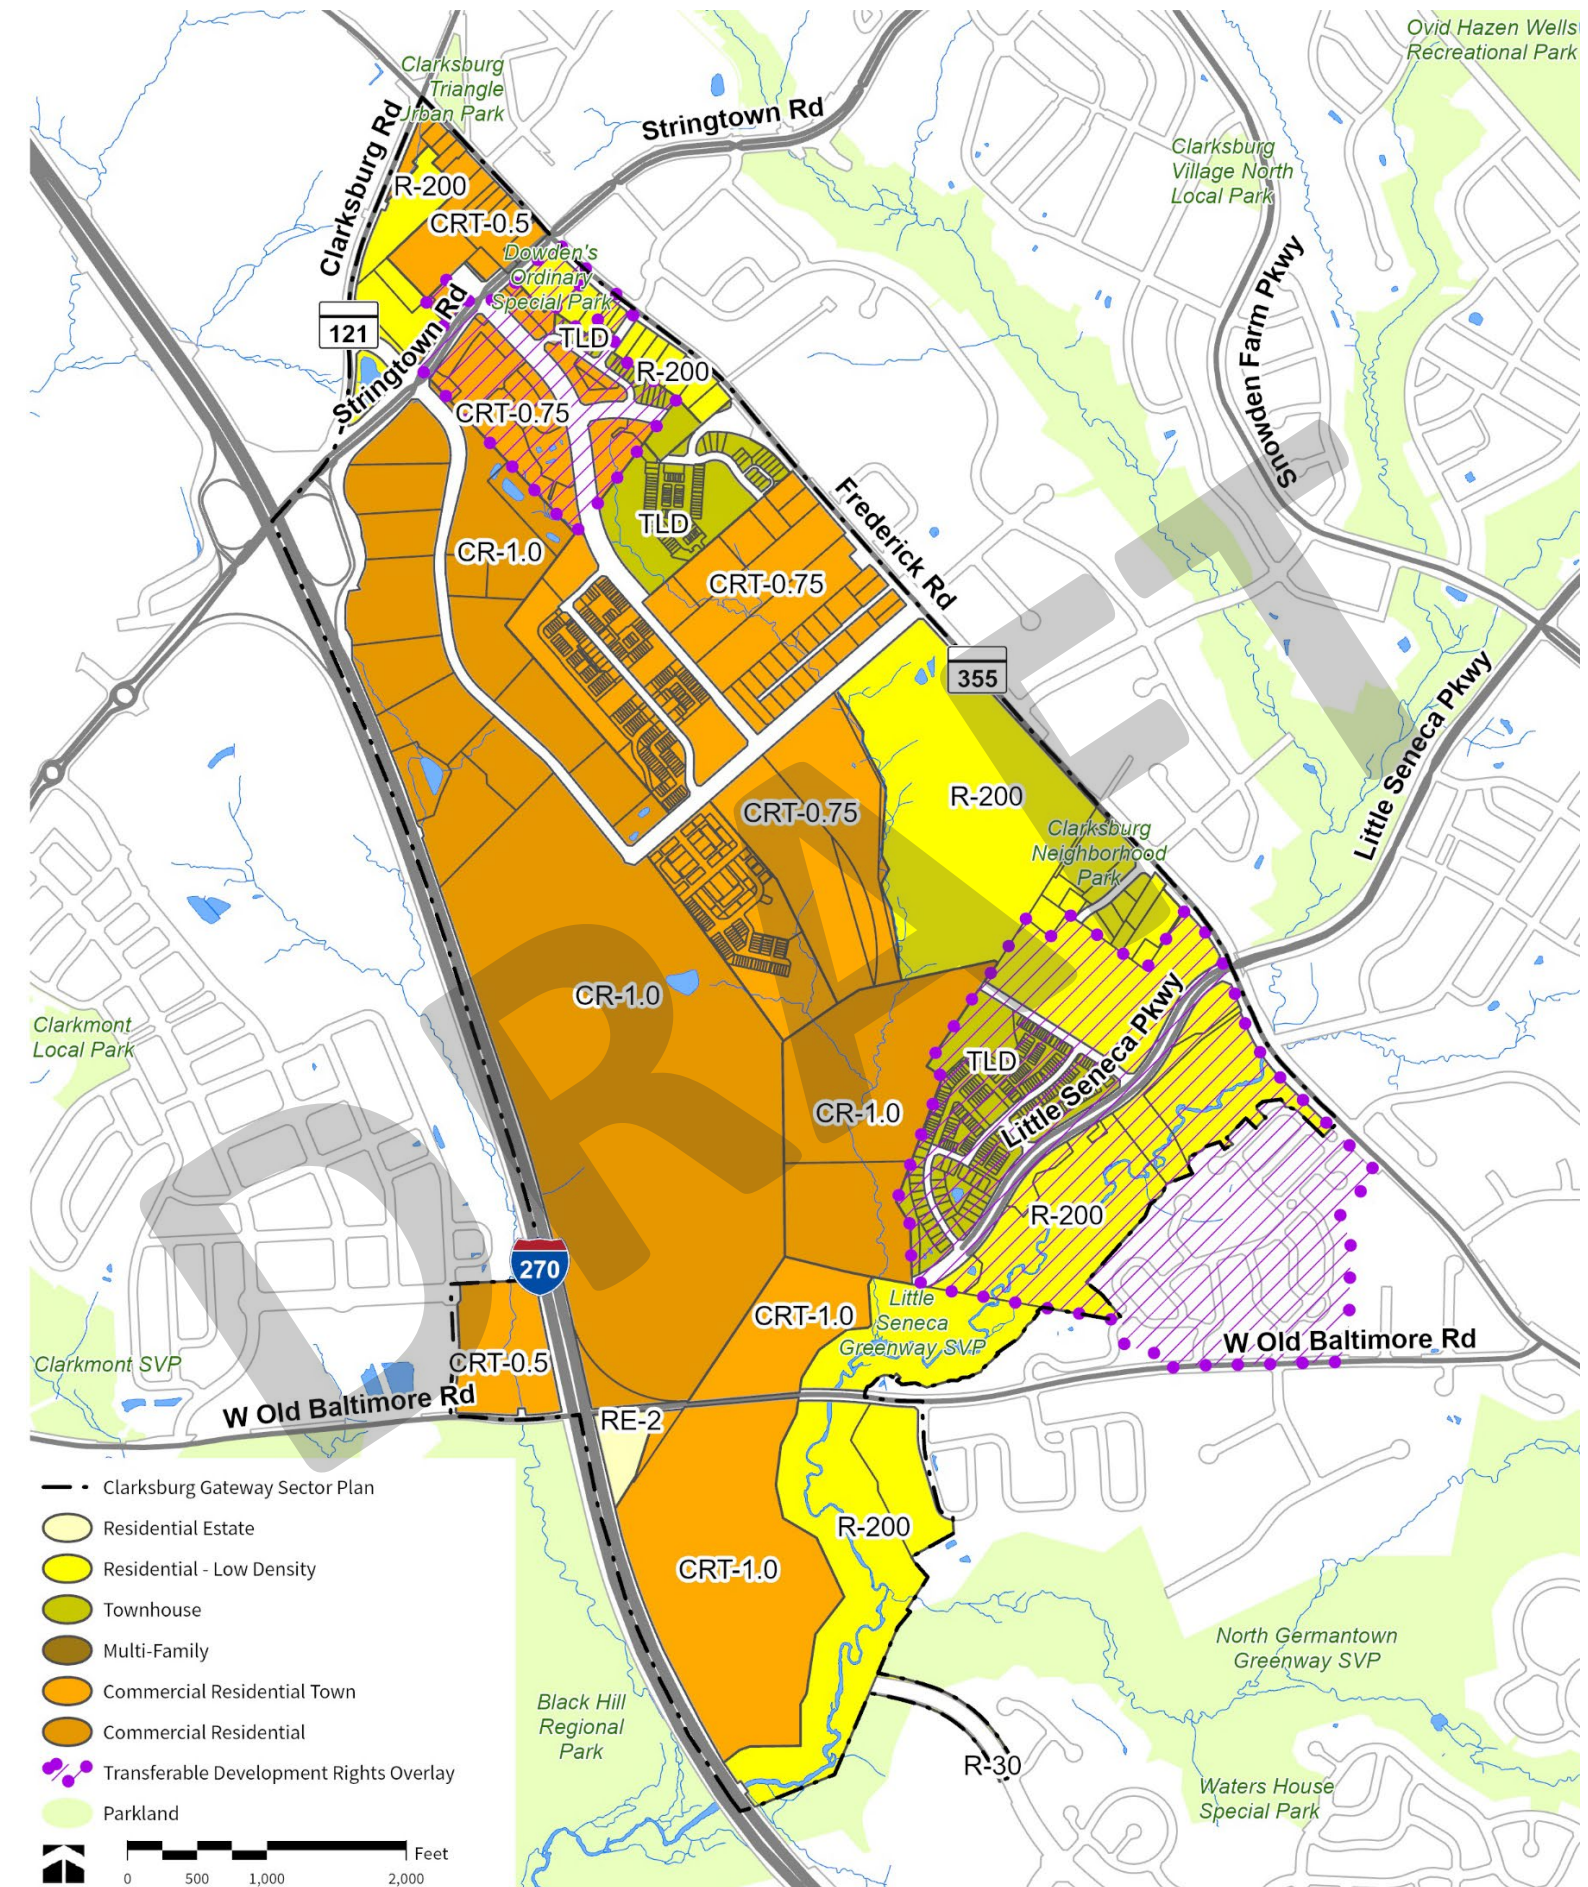 Ovid Hazen Wells
Recreational Park
Clarksburg
Triangle
Urban Park
Stringtown Rd
Clarksburg Rd
Clarksburg
Village North
Local Park
R-200
CRT-0.5
Dowden's
Ordinary
Special Park
121
Stringtown Rd
TLD
R-200
CRT-0.75
Snowden Farm Pkwy
Frederick Rd
TLD
CR-1.0
CRT-0.75
355
Little Seneca Pkwy
R-200
CRT-0.75
Clarksburg
Neighborhood
Park
CR-1.0
Little Seneca Pkwy
Clarkmont
Local Park
TLD
CR-1.0
DRAFT
R-200
270
CRT-1.0
Little
Seneca
Greenway SVP
W Old Baltimore Rd
Clarkmont SVP
CRT-0.5
W Old Baltimore Rd
RE-2
R-200
CRT-1.0
North Germantown
Greenway SVP
Black Hill
Regional
Park
R-30
Waters House
Special Park
Clarksburg Gateway Sector Plan
Residential Estate
Residential - Low Density
Townhouse
Multi-Family
Commercial Residential Town
Commercial Residential
Transferable Development Rights Overlay
Parkland
Feet
0 500 1,000 2,000